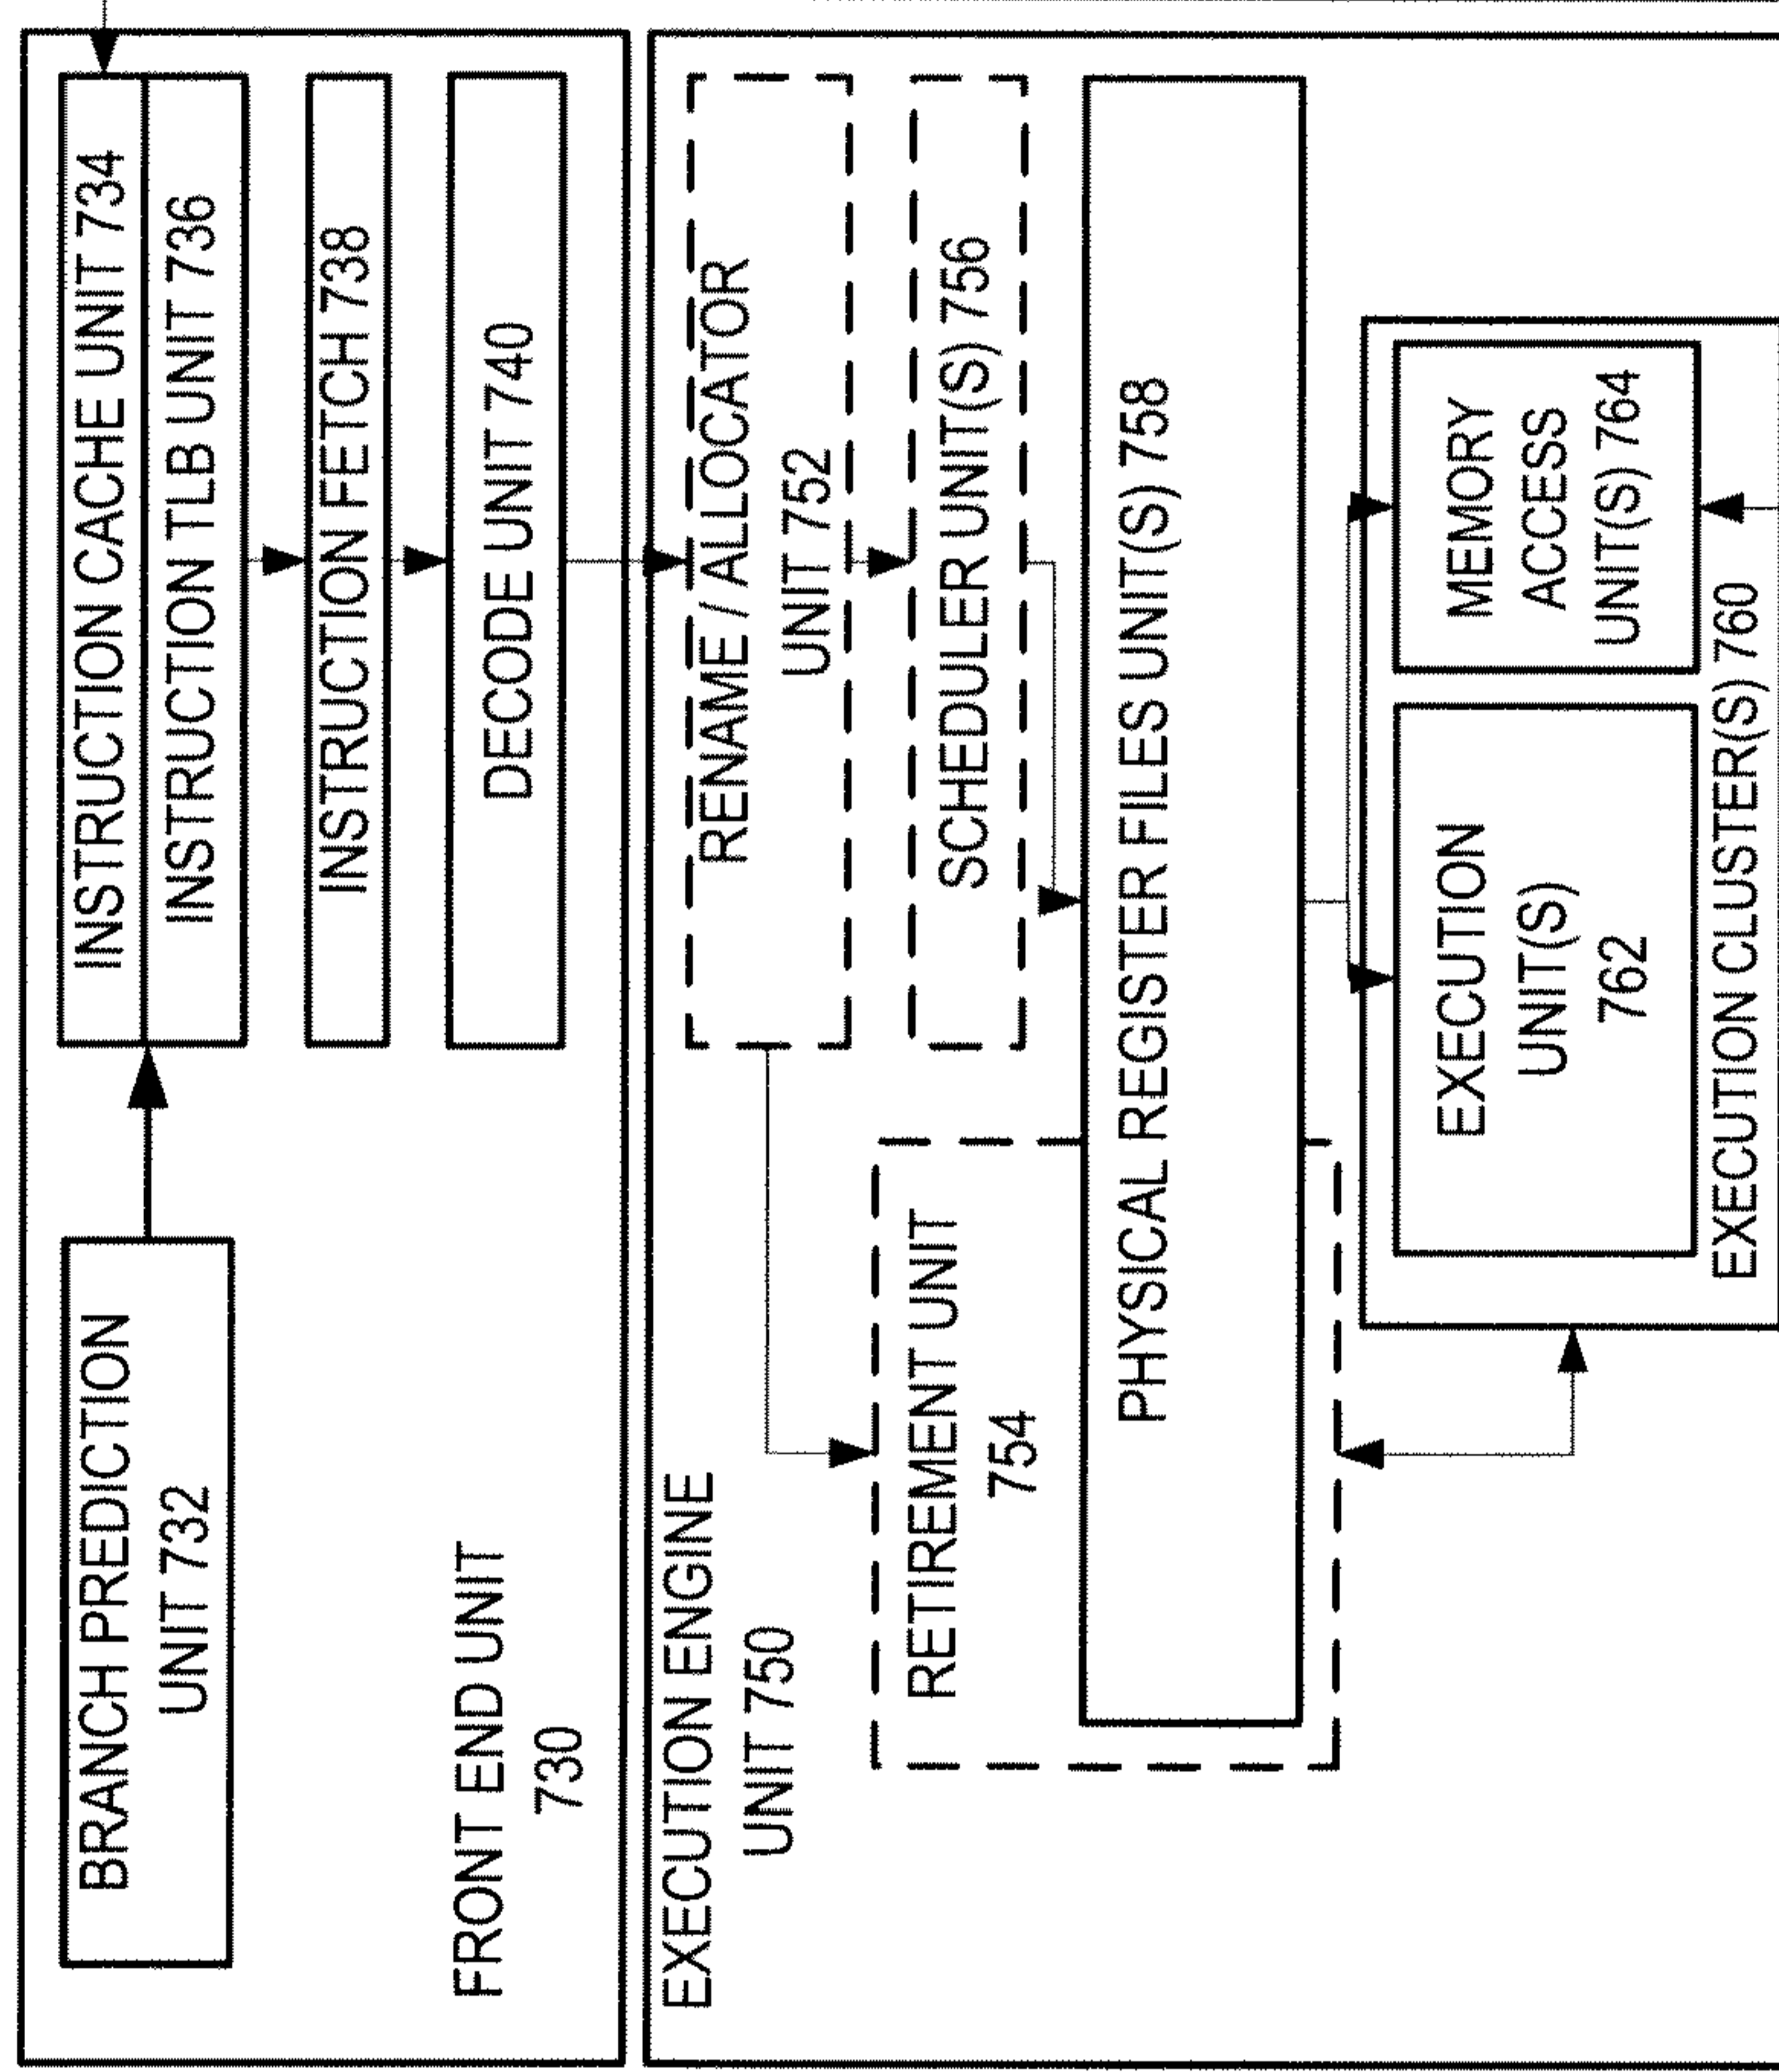 BRANCH PREDICTION
UNIT 732
INSTRUCTION CACHE UNIT 734
INSTRUCTION TLB UNIT 736
INSTRUCTION FETCH 738
DECODE UNIT 740
FRONT END UNIT
730
EXECUTION ENGINE
UNIT 750
RENAME / ALLOCATOR
UNIT 752
SCHEDULER UNIT(S) 756
RETIREMENT UNIT
754
PHYSICAL REGISTER FILES UNIT(S) 758
EXECUTION
UNIT(S)
762
MEMORY
ACCESS
UNIT(S) 764
EXECUTION CLUSTER(S) 760